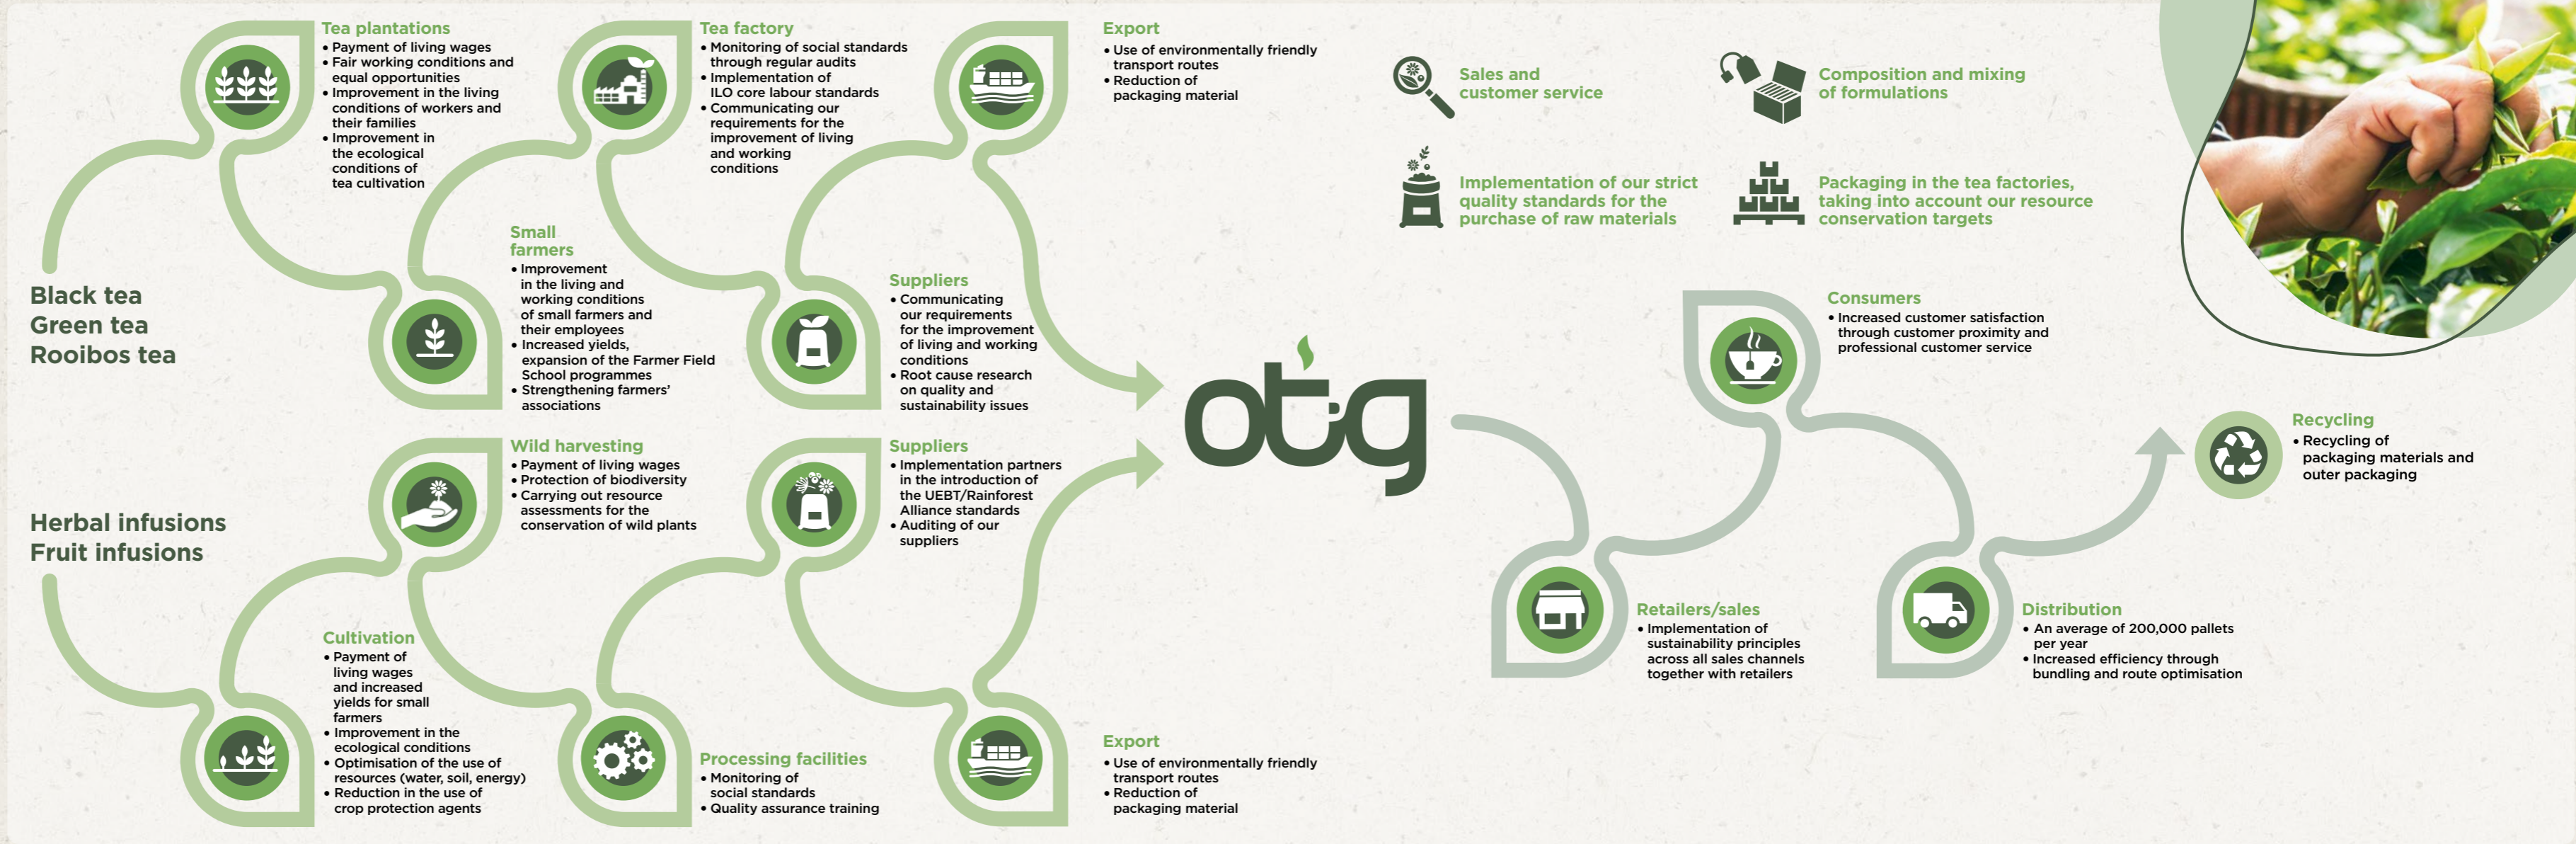 Tea plantations
• Payment of living wages
• Fair working conditions and
equal opportunities
• Improvement in the living
conditions of workers and
their families
• Improvement in
the ecological
conditions of
tea cultivation
Tea factory
• Monitoring of social standards
through regular audits
• Implementation of
ILO core labour standards
• Communicating our
requirements for the
improvement of living
and working
conditions
Export
• Use of environmentally friendly
transport routes
• Reduction of
packaging material
Sales and
customer service
Composition and mixing
of formulations
Implementation of our strict
quality standards for the
purchase of raw materials
Packaging in the tea factories,
taking into account our resource
conservation targets
Black tea
Green tea
Rooibos tea
Small
farmers
• Improvement
in the living and
working conditions
of small farmers and
their employees
• Increased yields,
expansion of the Farmer Field
School programmes
• Strengthening farmers’
associations
Suppliers
• Communicating
our requirements
for the improvement
of living and working
conditions
• Root cause research
on quality and
sustainability issues
otg
Consumers
• Increased customer satisfaction
through customer proximity and
professional customer service
Recycling
• Recycling of
packaging materials and
outer packaging
Herbal infusions
Fruit infusions
Wild harvesting
• Payment of living wages
• Protection of biodiversity
• Carrying out resource
assessments for the
conservation of wild plants
Suppliers
• Implementation partners
in the introduction of
the UEBT/Rainforest
Alliance standards
• Auditing of our
suppliers
Retailers/sales
• Implementation of
sustainability principles
across all sales channels
together with retailers
Distribution
• An average of 200,000 pallets
per year
• Increased efficiency through
bundling and route optimisation
Cultivation
• Payment of
living wages
and increased
yields for small
farmers
• Improvement in the
ecological conditions
• Optimisation of the use of
resources (water, soil, energy)
• Reduction in the use of
crop protection agents
Processing facilities
• Monitoring of
social standards
• Quality assurance training
Export
• Use of environmentally friendly
transport routes
• Reduction of
packaging material